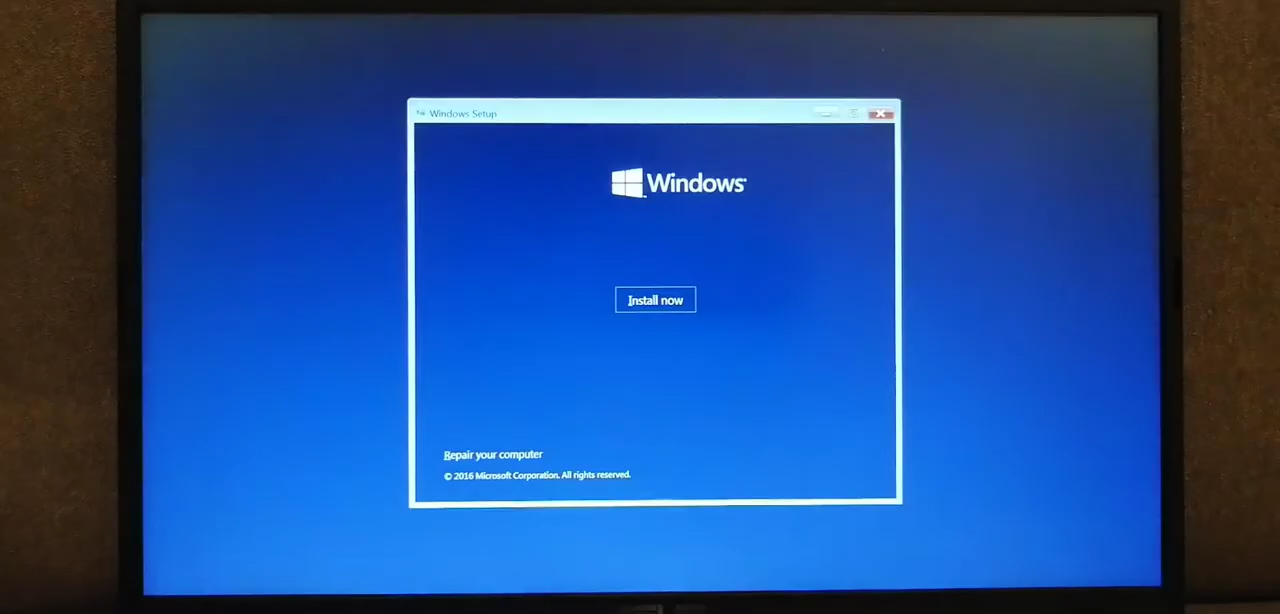 Windows Setup
Windows
Install now
Repair your computer
© 2016 Microsoft Corporation. All rights reserved.